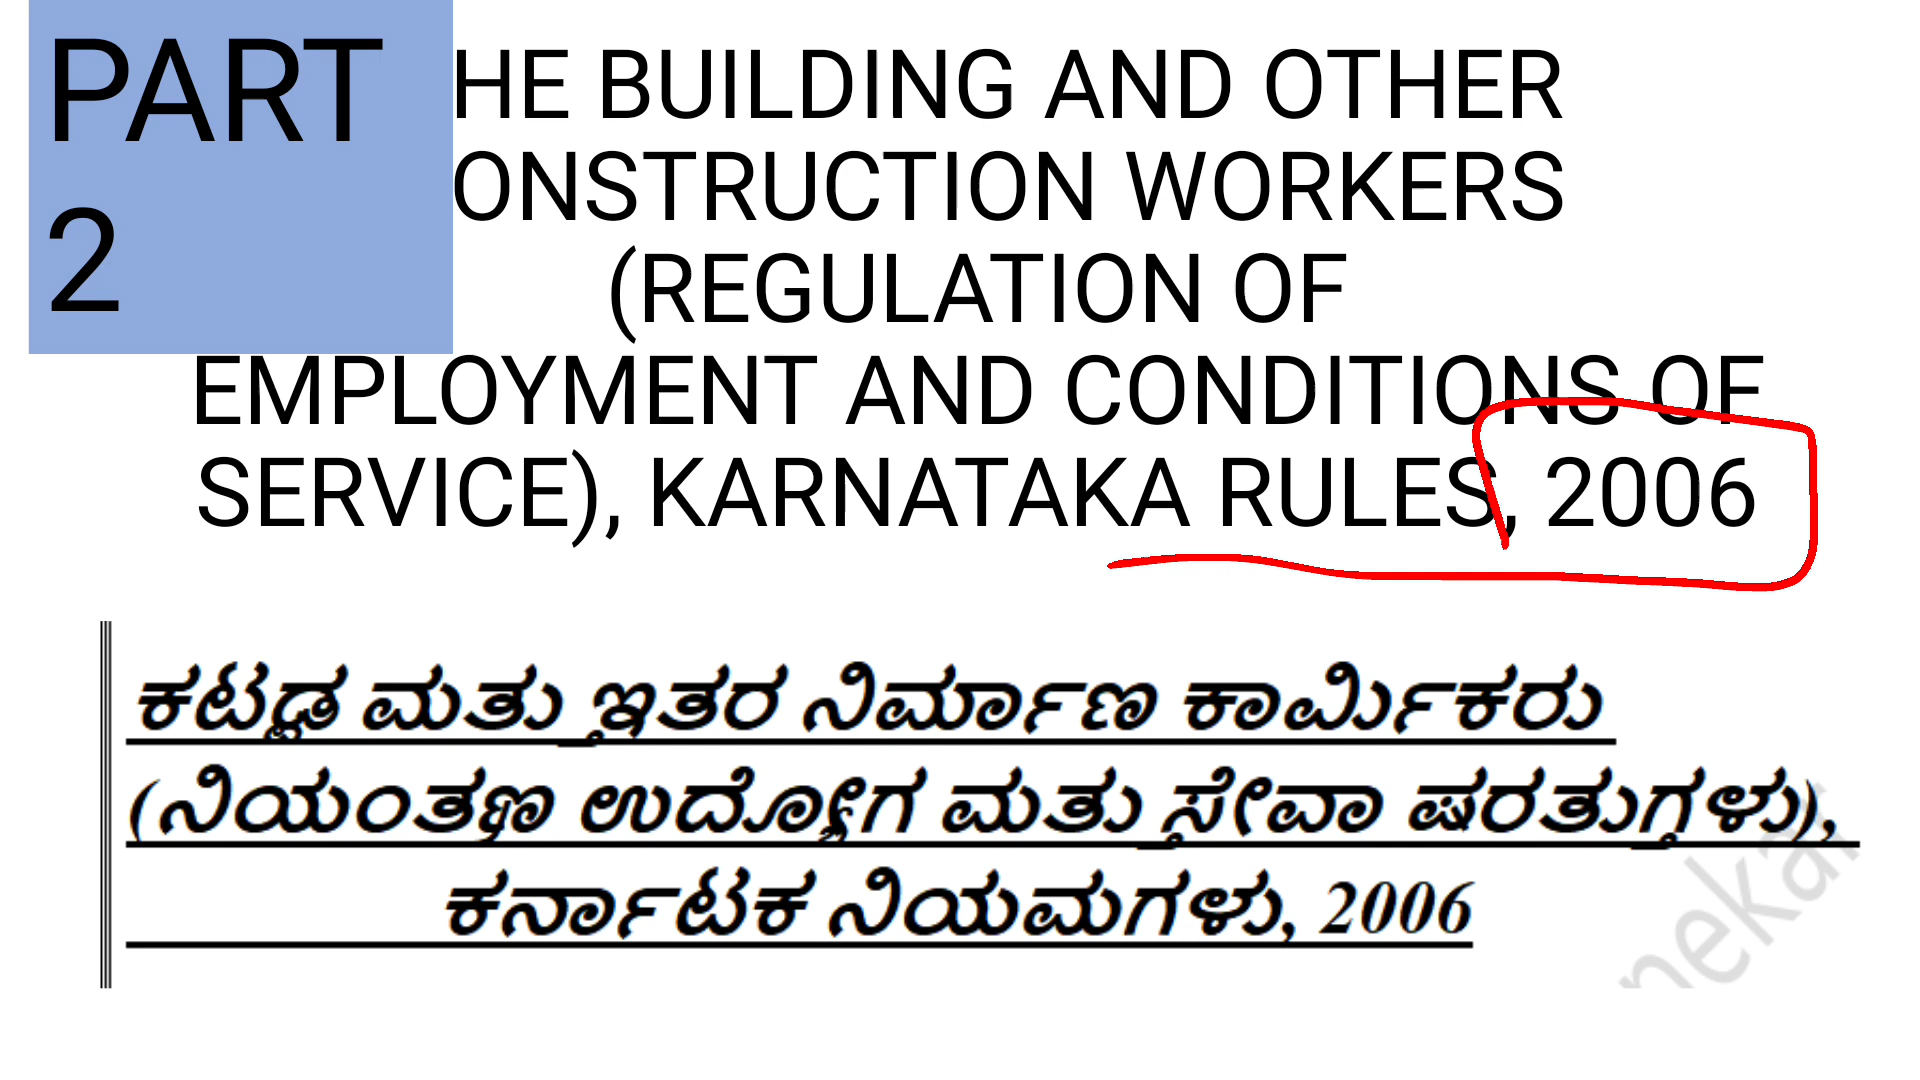 PART
2
HE BUILDING AND OTHER
ONSTRUCTION WORKERS
(REGULATION OF
EMPLOYMENT AND CONDITIONS OF
SERVICE), KARNATAKA RULES, 2006
ಕಟ್ಟಡ ಮತ್ತು ಇತರ ನಿರ್ಮಾಣ ಕಾರ್ಮಿಕರು
(ನಿಯಂತ್ರಣ ಉದ್ಯೋಗ ಮತ್ತು ಸೇವಾ ಷರತ್ತುಗಳು),
ಕರ್ನಾಟಕ ನಿಯಮಗಳು, 2006
nekar